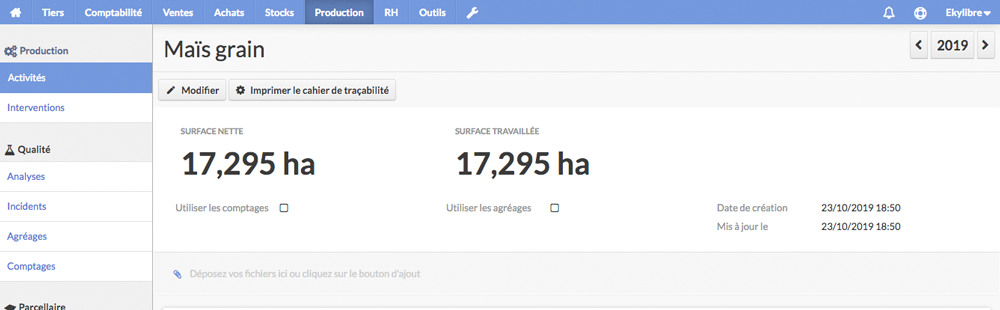 Tiers Comptabilité Ventes Achats Stocks Production RH Outils Ekylibre
Production
Activités
Interventions
Qualité
Analyses
Incidents
Agréages
Comptages
Parcellaire
Maïs grain
2019
Modifier Imprimer le cahier de traçabilité
SURFACE NETTE SURFACE TRAVAILLÉE
17,295 ha 17,295 ha
Utiliser les comptages Utiliser les agréages Date de création 23/10/2019 18:50
Mis à jour le 23/10/2019 18:50
Déposez vos fichiers ici ou cliquez sur le bouton d'ajout